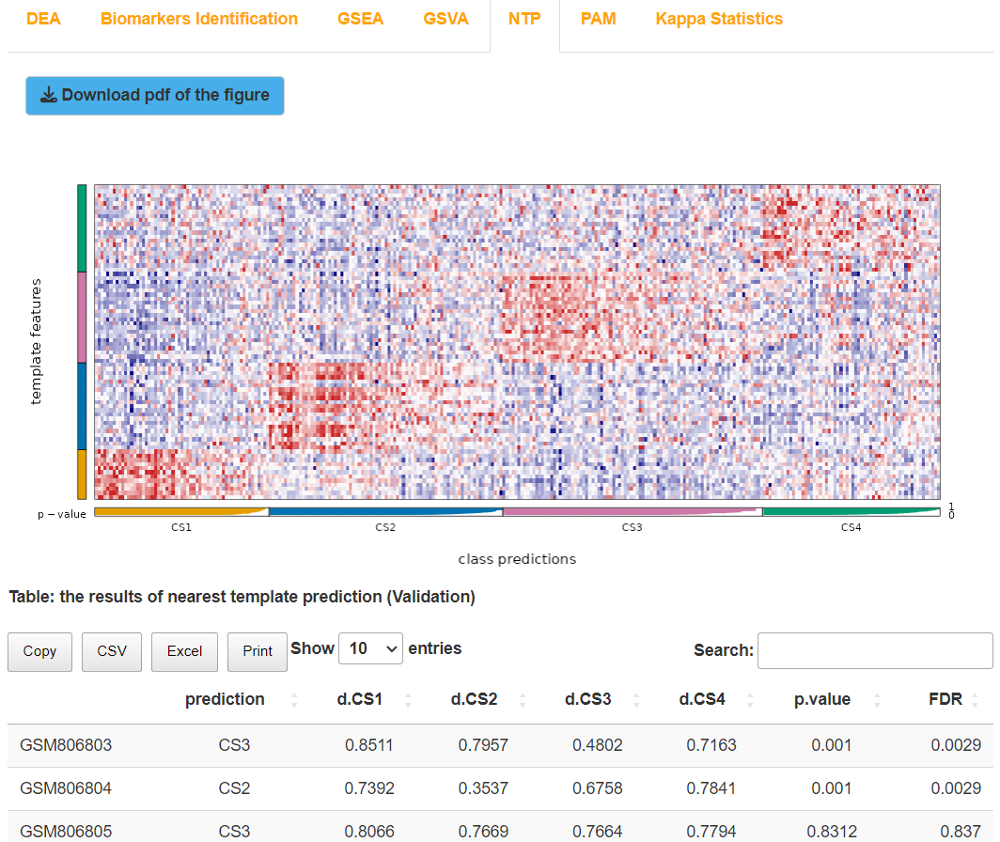 DEA Biomarkers Identification GSEA GSVA NTP PAM Kappa Statistics
Download pdf of the figure
template features
p − value
1
0
CS1 CS2 CS3 CS4
class predictions
Table: the results of nearest template prediction (Validation)
Copy CSV Excel Print Show 10 entries Search:
prediction d.CS1 d.CS2 d.CS3 d.CS4 p.value FDR
GSM806803 CS3 0.8511 0.7957 0.4802 0.7163 0.001 0.0029
GSM806804 CS2 0.7392 0.3537 0.6758 0.7841 0.001 0.0029
GSM806805 CS3 0.8066 0.7669 0.7664 0.7794 0.8312 0.837